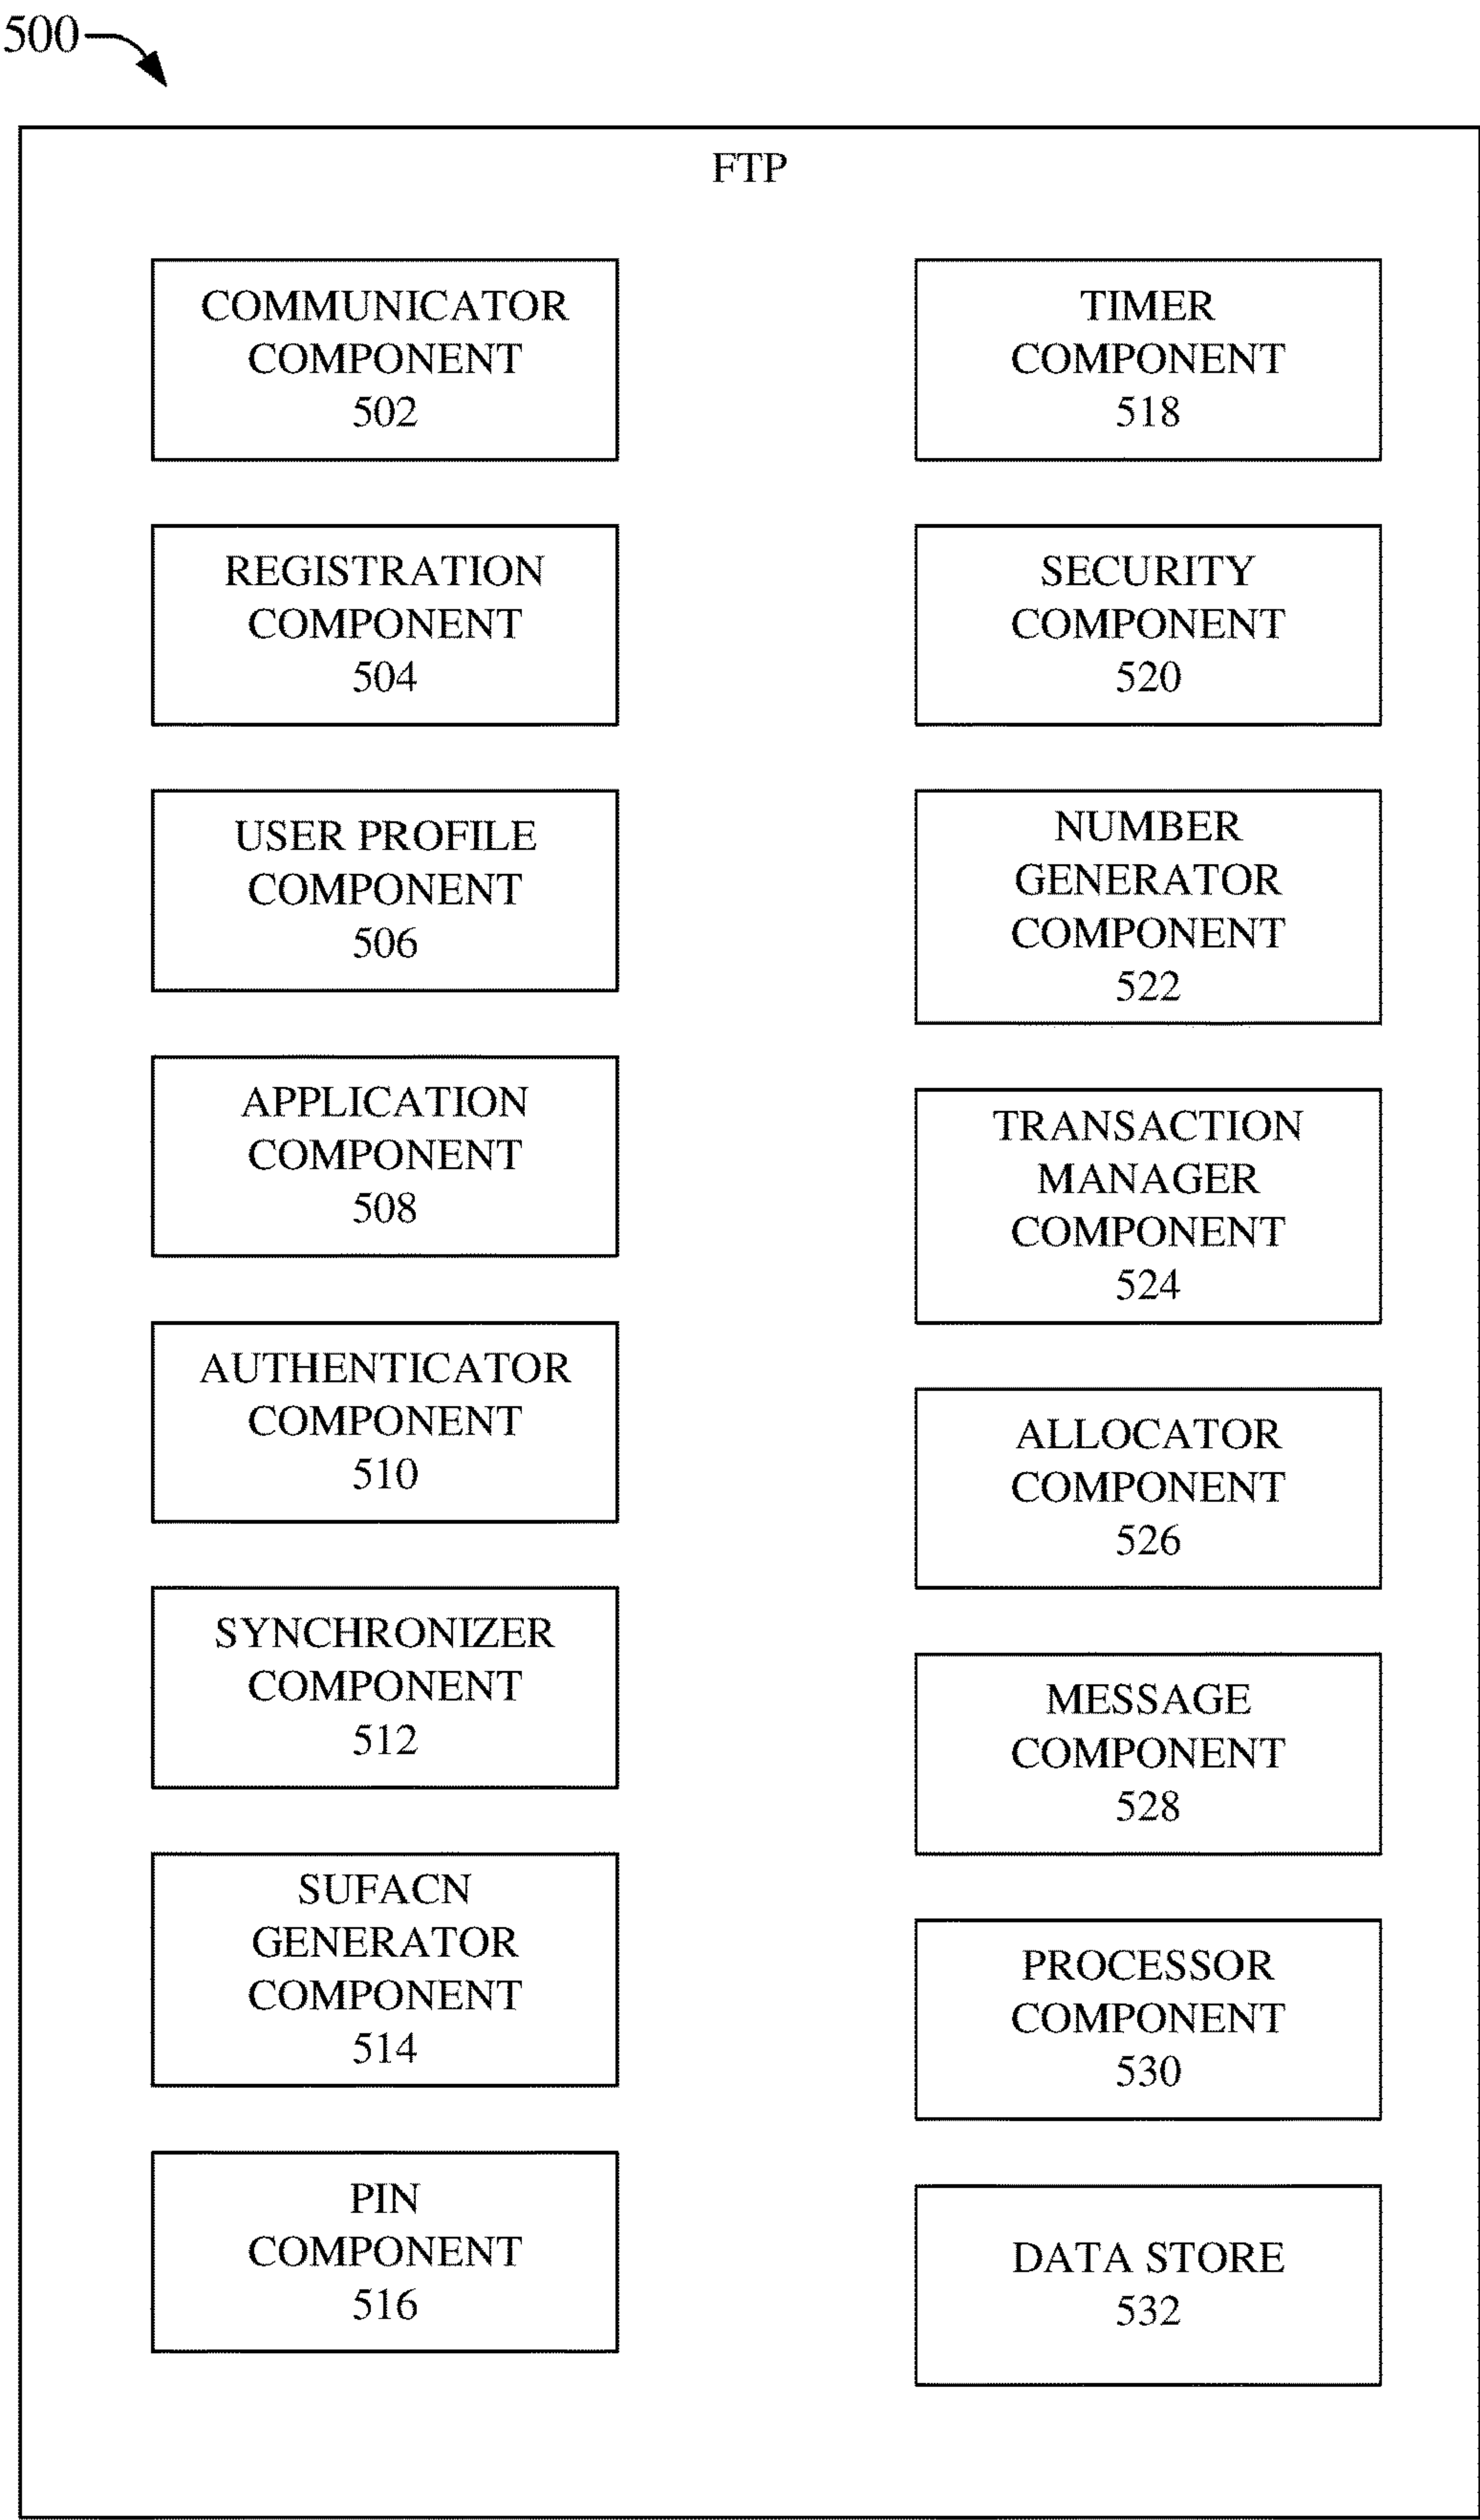 500
FTP
COMMUNICATOR
COMPONENT
502
REGISTRATION
COMPONENT
504
USER PROFILE
COMPONENT
506
APPLICATION
COMPONENT
508
AUTHENTICATOR
COMPONENT
510
SYNCHRONIZER
COMPONENT
512
SUFACN
GENERATOR
COMPONENT
514
PIN
COMPONENT
516
TIMER
COMPONENT
518
SECURITY
COMPONENT
520
NUMBER
GENERATOR
COMPONENT
522
TRANSACTION
MANAGER
COMPONENT
524
ALLOCATOR
COMPONENT
526
MESSAGE
COMPONENT
528
PROCESSOR
COMPONENT
530
DATA STORE
532